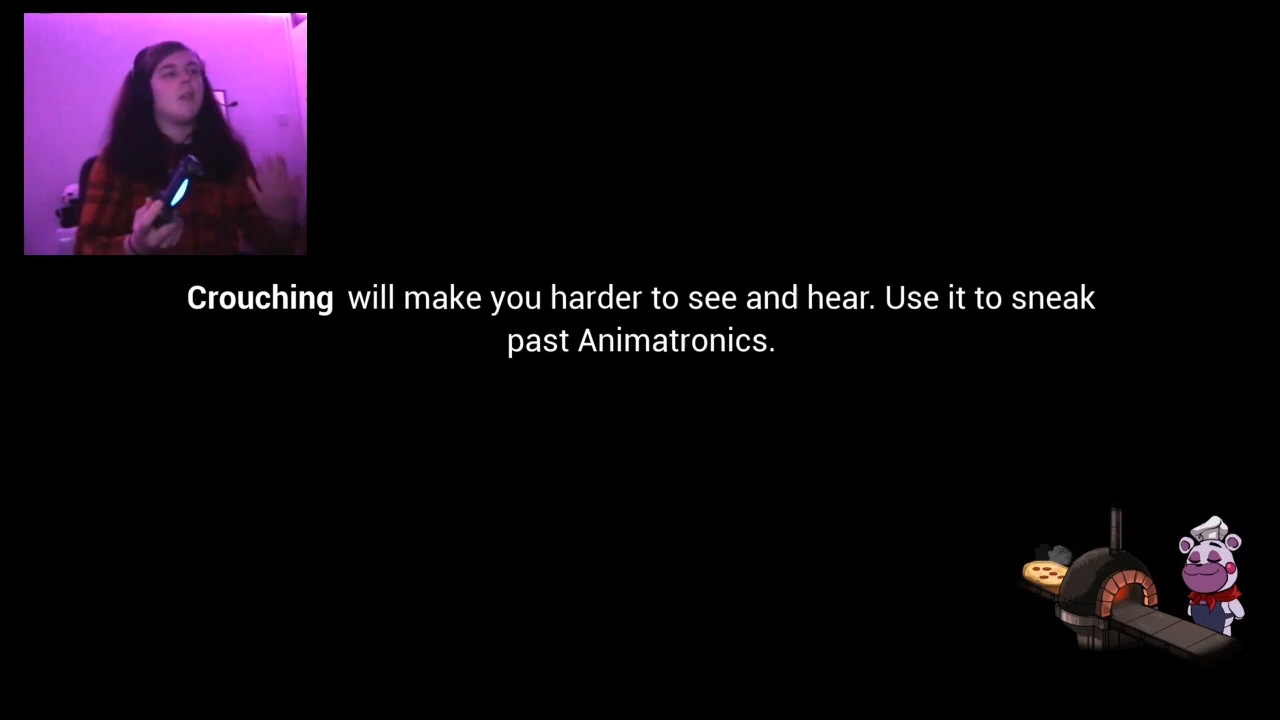 Crouching will make you harder to see and hear. Use it to sneak
past Animatronics.